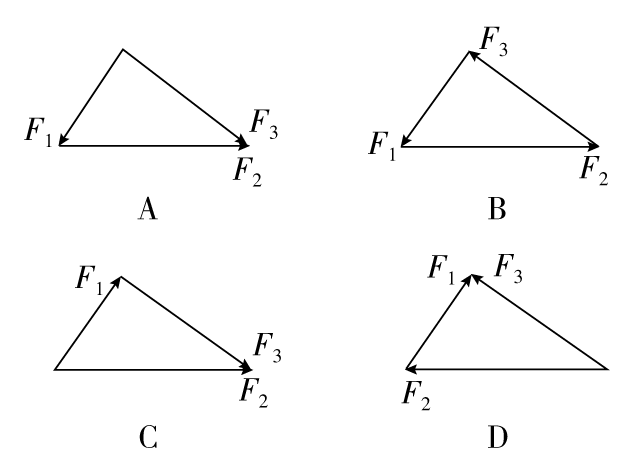 F₁ F₃ F₂
A
F₃ F₁ F₂
B
F₁ F₃ F₂
C
F₁ F₃ F₂
D